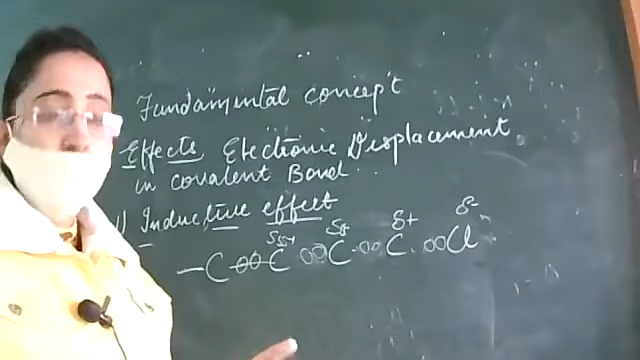 Fundamental concept
Effects Electronic Displacement
in covalent Bond.
1) Inductive effect
δδδ+ δδ+ δ+ δ-
-C C C C Cl